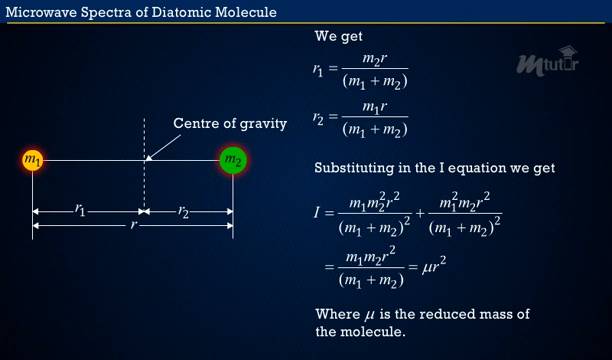 Microwave Spectra of Diatomic Molecule
We get
r₁ = m₂r / (m₁ + m₂)
mtutor
r₂ = m₁r / (m₁ + m₂)
Centre of gravity
m₁
m₂
r₁
r₂
r
Substituting in the I equation we get
I = m₁m₂²r² / (m₁ + m₂)² + m₁²m₂r² / (m₁ + m₂)²
= m₁m₂r² / (m₁ + m₂) = μr²
Where μ is the reduced mass of
the molecule.